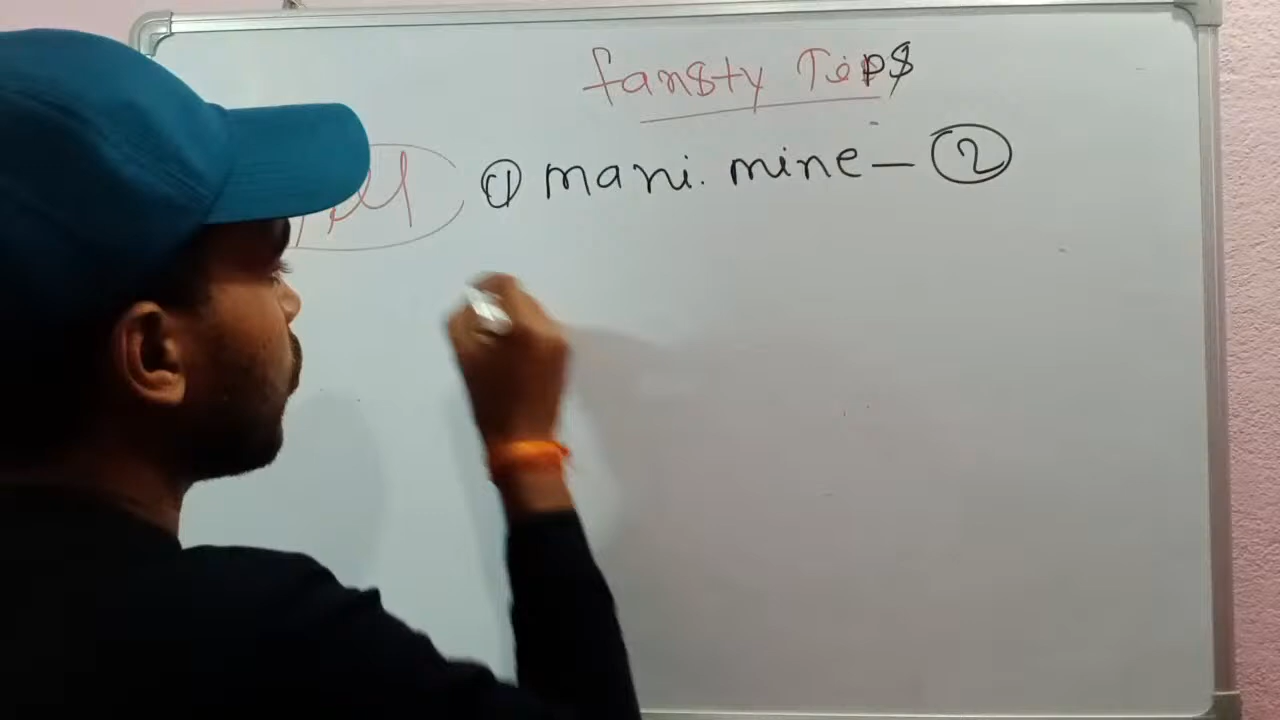 fansty Tips
① mani. mine - ②